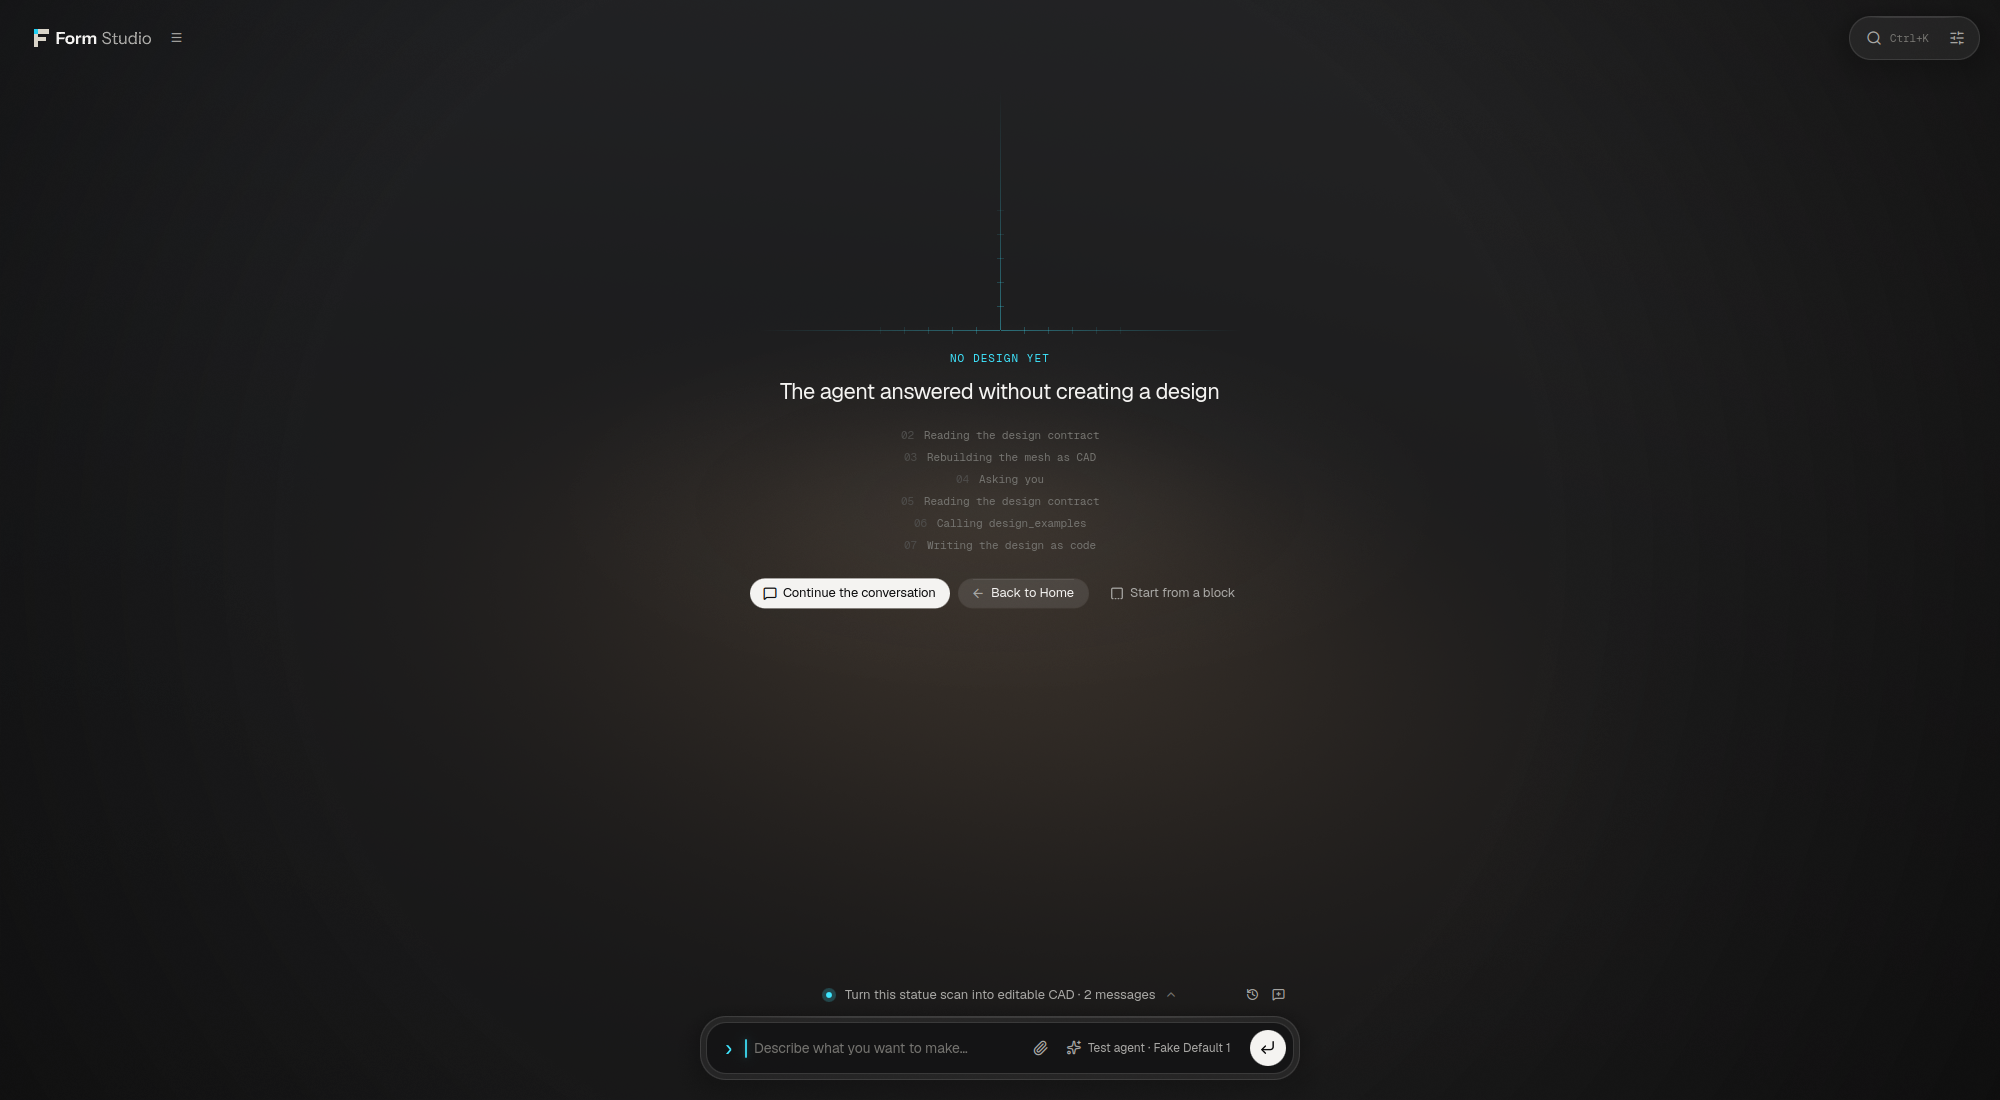 Form Studio
Ctrl+K
NO DESIGN YET
The agent answered without creating a design
02 Reading the design contract
03 Rebuilding the mesh as CAD
04 Asking you
05 Reading the design contract
06 Calling design_examples
07 Writing the design as code
Continue the conversation
Back to Home
Start from a block
Turn this statue scan into editable CAD · 2 messages
Describe what you want to make…
Test agent · Fake Default 1